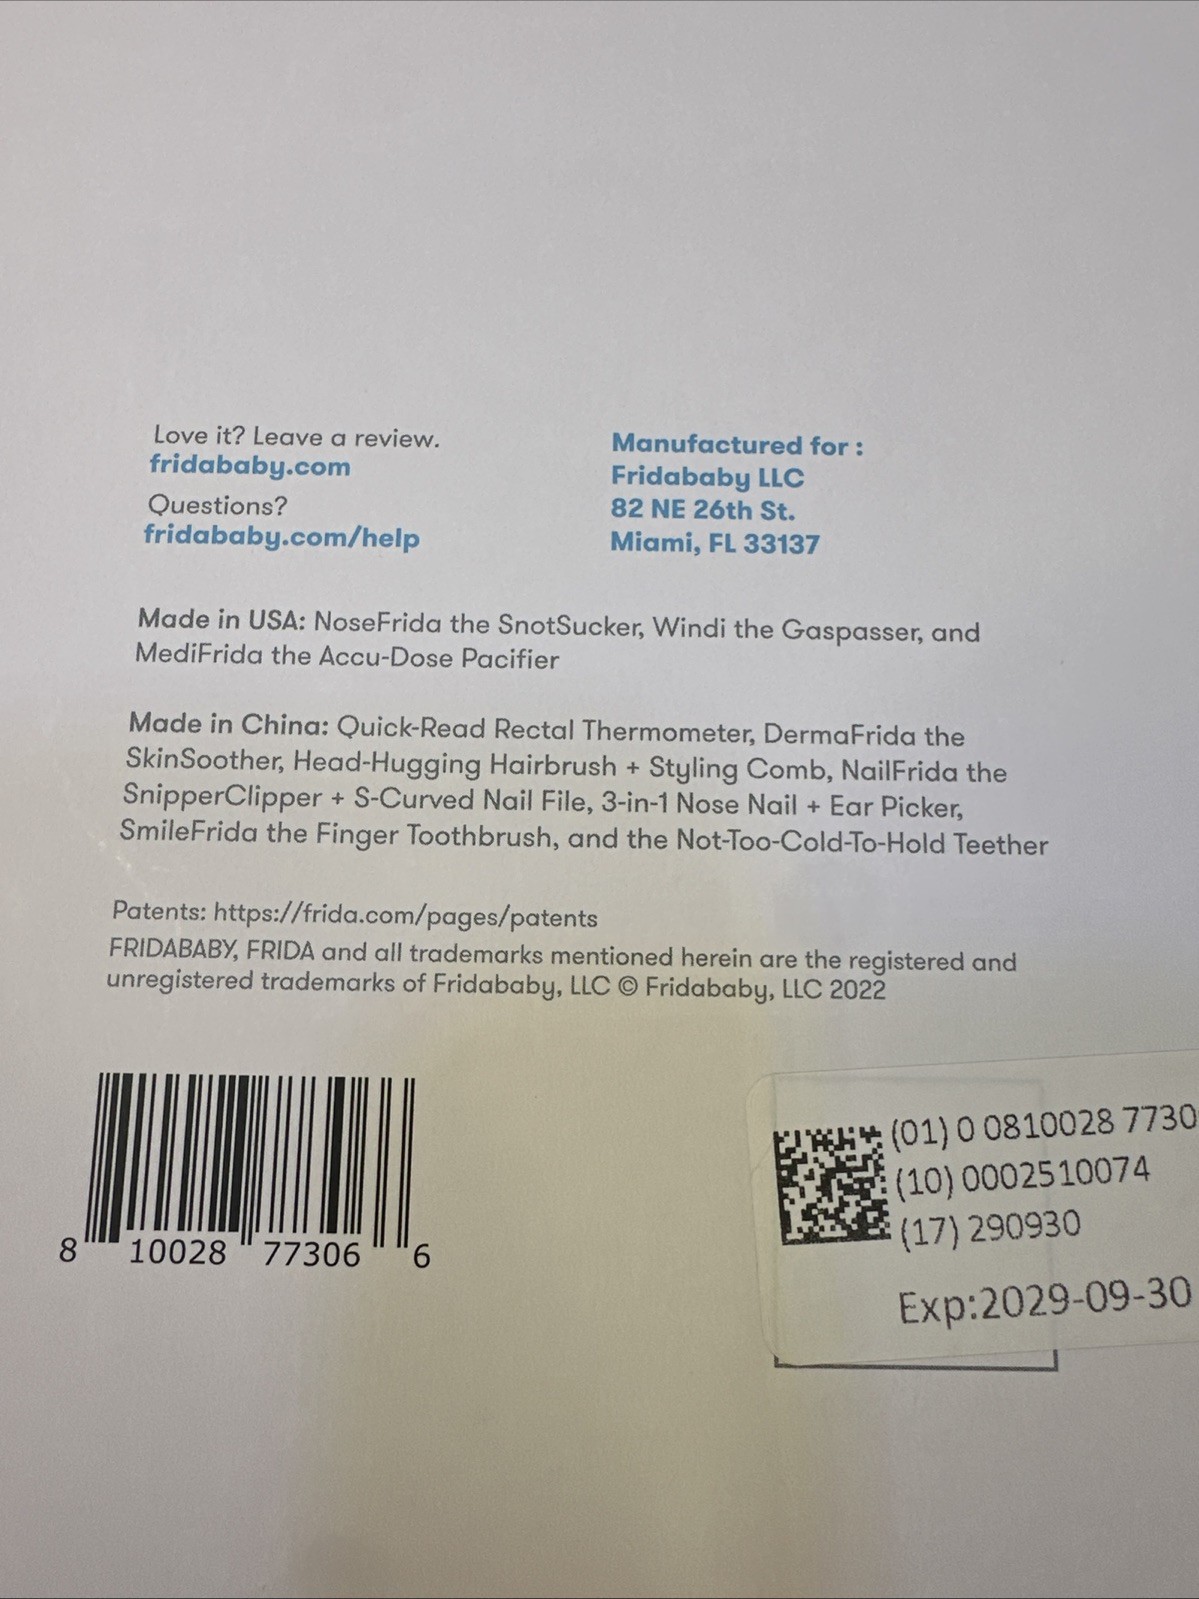 Love it? Leave a review.
fridababy.com
Questions?
fridababy.com/help
Manufactured for :
Fridababy LLC
82 NE 26th St.
Miami, FL 33137
Made in USA: NoseFrida the SnotSucker, Windi the Gaspasser, and
MediFrida the Accu-Dose Pacifier
Made in China: Quick-Read Rectal Thermometer, DermaFrida the
SkinSoother, Head-Hugging Hairbrush + Styling Comb, NailFrida the
SnipperClipper + S-Curved Nail File, 3-in-1 Nose Nail + Ear Picker,
SmileFrida the Finger Toothbrush, and the Not-Too-Cold-To-Hold Teether
Patents: https://frida.com/pages/patents
FRIDABABY, FRIDA and all trademarks mentioned herein are the registered and
unregistered trademarks of Fridababy, LLC © Fridababy, LLC 2022
8 10028 77306 6
(01) 0 0810028 7730
(10) 0002510074
(17) 290930
Exp:2029-09-30